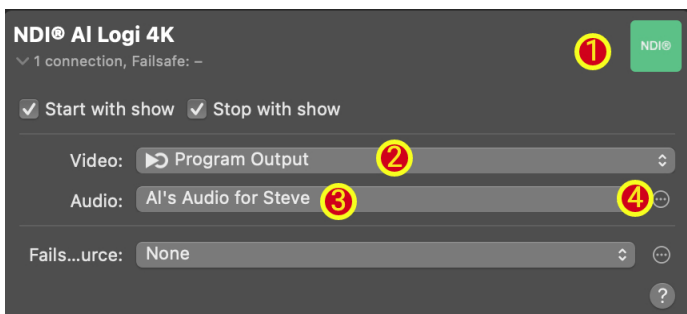 NDI® Al Logi 4K
1 connection, Failsafe: –
1
NDI®
Start with show Stop with show
Video: Program Output
2
Audio: Al's Audio for Steve
3
4
Fails...urce: None
?